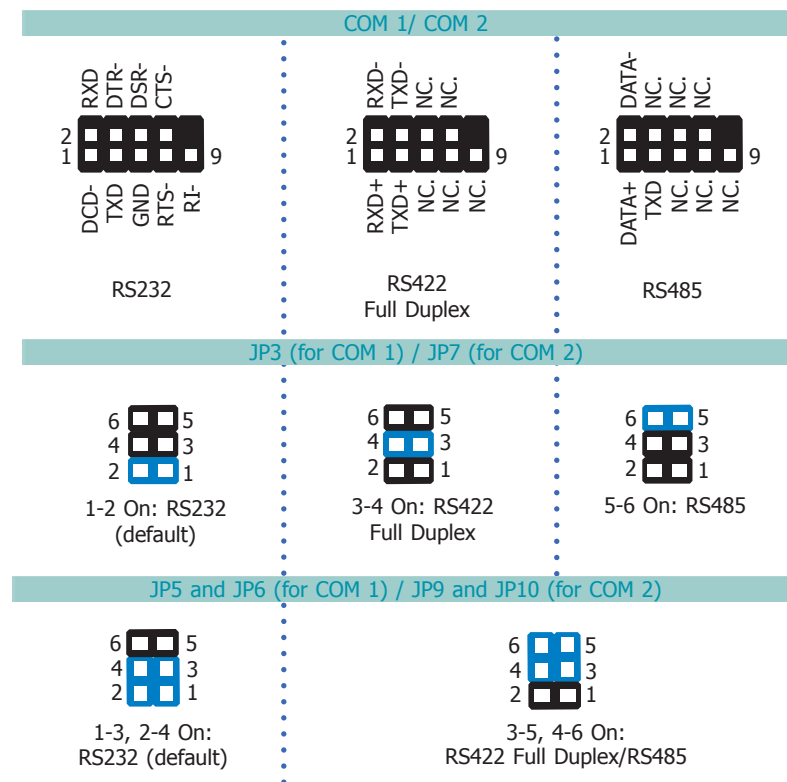 COM 1/ COM 2
RXD DTR- DSR- CTS-
2
1 9
DCD- TXD GND RTS- RI-
RS232
RXD- TXD- NC. NC.
2
1 9
RXD+ TXD+ NC. NC. NC.
RS422
Full Duplex
DATA- NC. NC. NC.
2
1 9
DATA+ TXD NC. NC. NC.
RS485
JP3 (for COM 1) / JP7 (for COM 2)
6 5
4 3
2 1
1-2 On: RS232
(default)
6 5
4 3
2 1
3-4 On: RS422
Full Duplex
6 5
4 3
2 1
5-6 On: RS485
JP5 and JP6 (for COM 1) / JP9 and JP10 (for COM 2)
6 5
4 3
2 1
1-3, 2-4 On:
RS232 (default)
6 5
4 3
2 1
3-5, 4-6 On:
RS422 Full Duplex/RS485